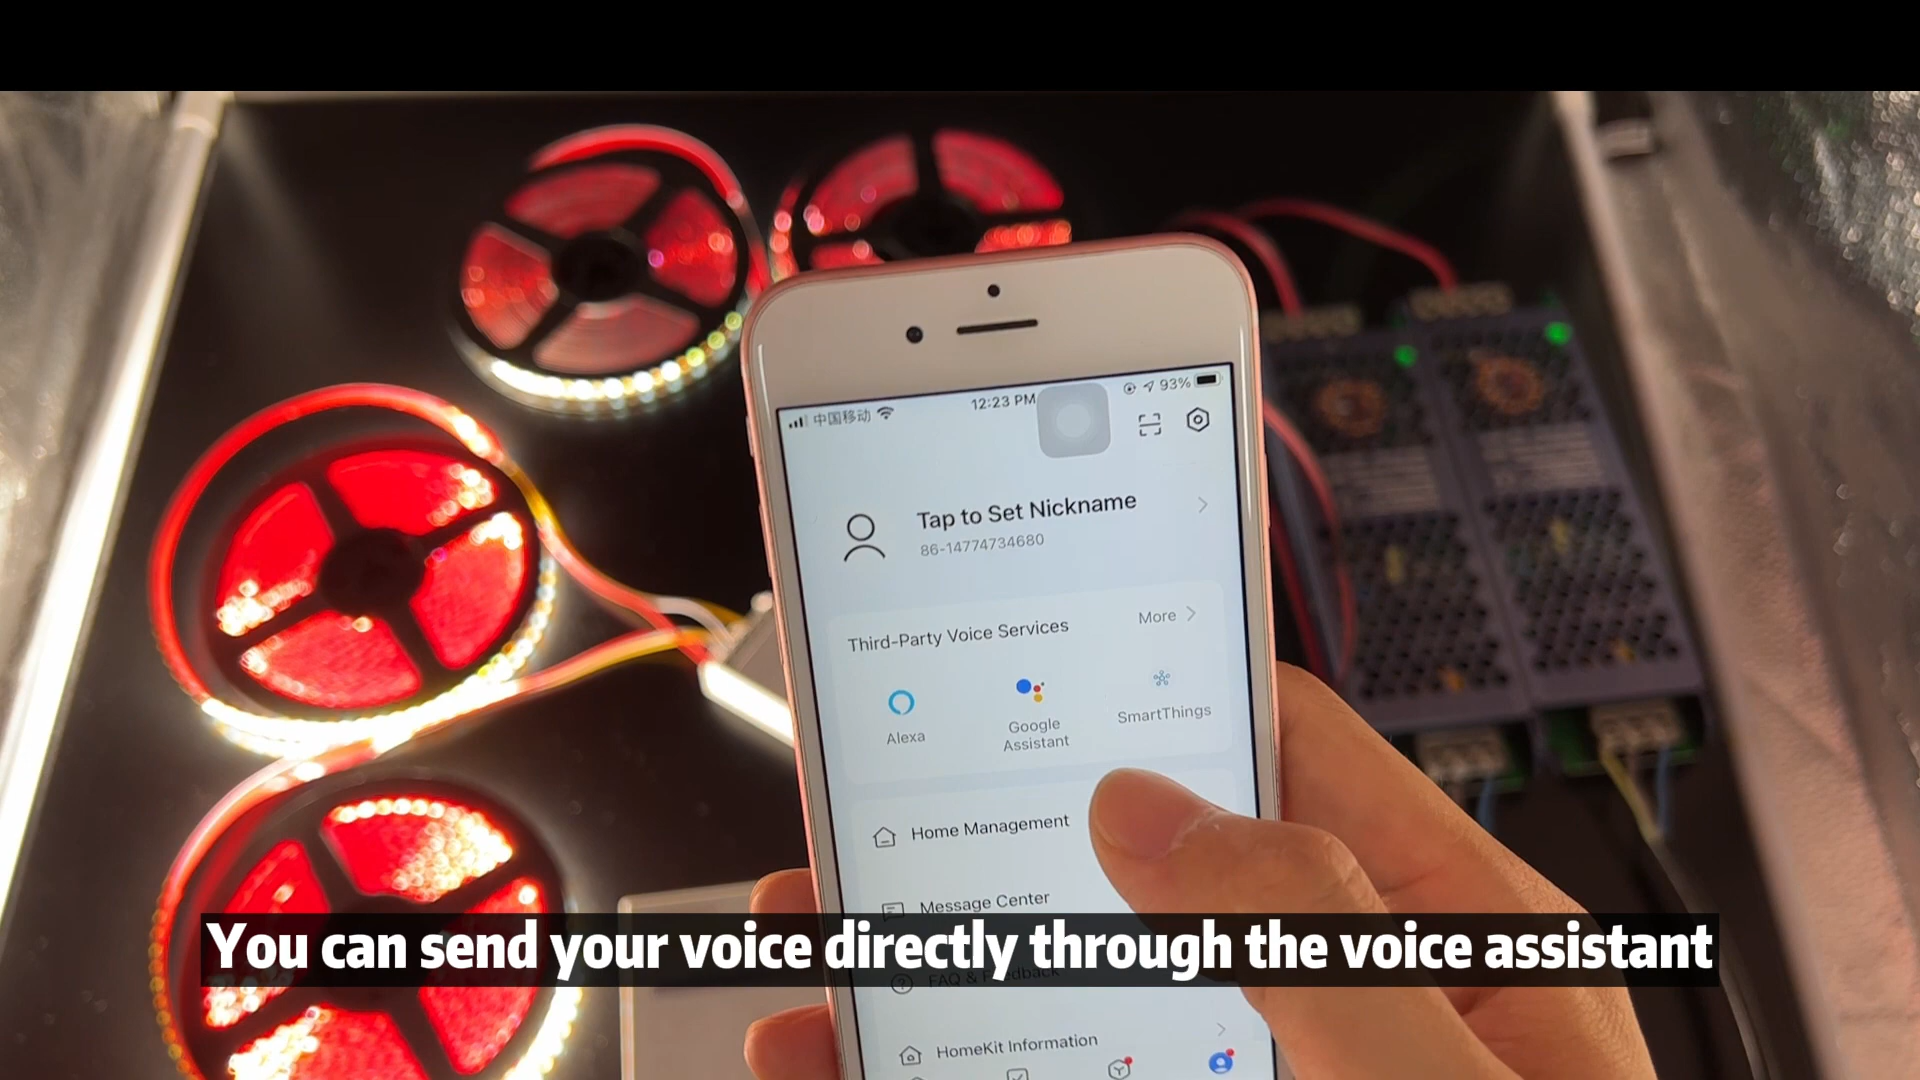 中国移动
12:23 PM
93%
Tap to Set Nickname
86-14774734680
Third-Party Voice Services
More
Alexa
Google
Assistant
SmartThings
Home Management
Message Center
You can send your voice directly through the voice assistant
FAQ & Feedback
HomeKit Information